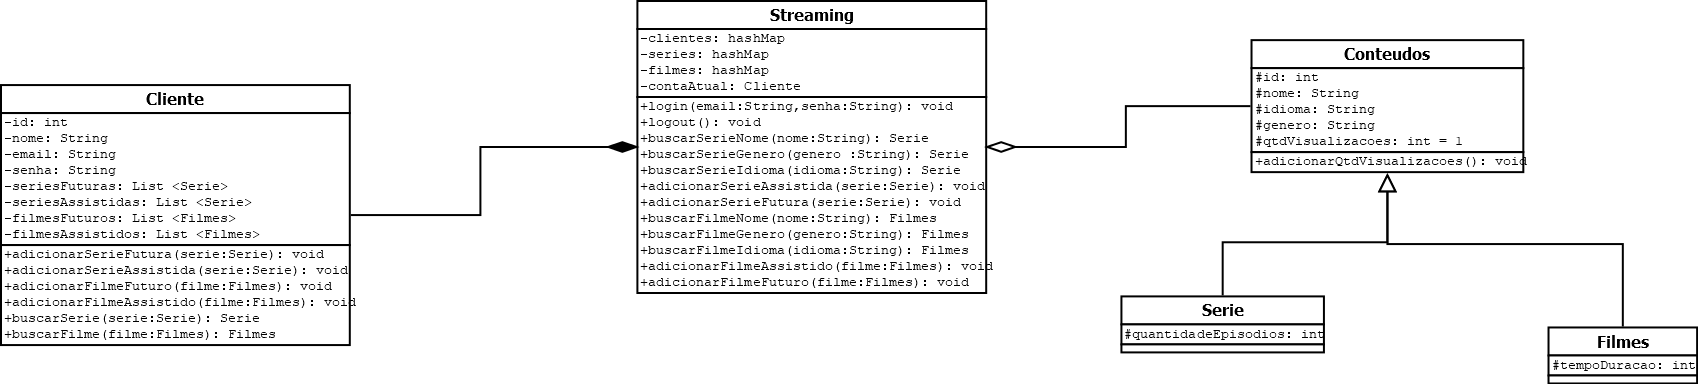 Cliente
-id: int
-nome: String
-email: String
-senha: String
-seriesFuturas: List <Serie>
-seriesAssistidas: List <Serie>
-filmesFuturos: List <Filmes>
-filmesAssistidos: List <Filmes>
+adicionarSerieFutura(serie:Serie): void
+adicionarSerieAssistida(serie:Serie): void
+adicionarFilmeFuturo(filme:Filmes): void
+adicionarFilmeAssistido(filme:Filmes): void
+buscarSerie(serie:Serie): Serie
+buscarFilme(filme:Filmes): Filmes
Streaming
-clientes: hashMap
-series: hashMap
-filmes: hashMap
-contaAtual: Cliente
+login(email:String,senha:String): void
+logout(): void
+buscarSerieNome(nome:String): Serie
+buscarSerieGenero(genero :String): Serie
+buscarSerieIdioma(idioma:String): Serie
+adicionarSerieAssistida(serie:Serie): void
+adicionarSerieFutura(serie:Serie): void
+buscarFilmeNome(nome:String): Filmes
+buscarFilmeGenero(genero:String): Filmes
+buscarFilmeIdioma(idioma:String): Filmes
+adicionarFilmeAssistido(filme:Filmes): void
+adicionarFilmeFuturo(filme:Filmes): void
Conteudos
#id: int
#nome: String
#idioma: String
#genero: String
#qtdVisualizacoes: int = 1
+adicionarQtdVisualizacoes(): void
Serie
#quantidadeEpisodios: int
Filmes
#tempoDuracao: int